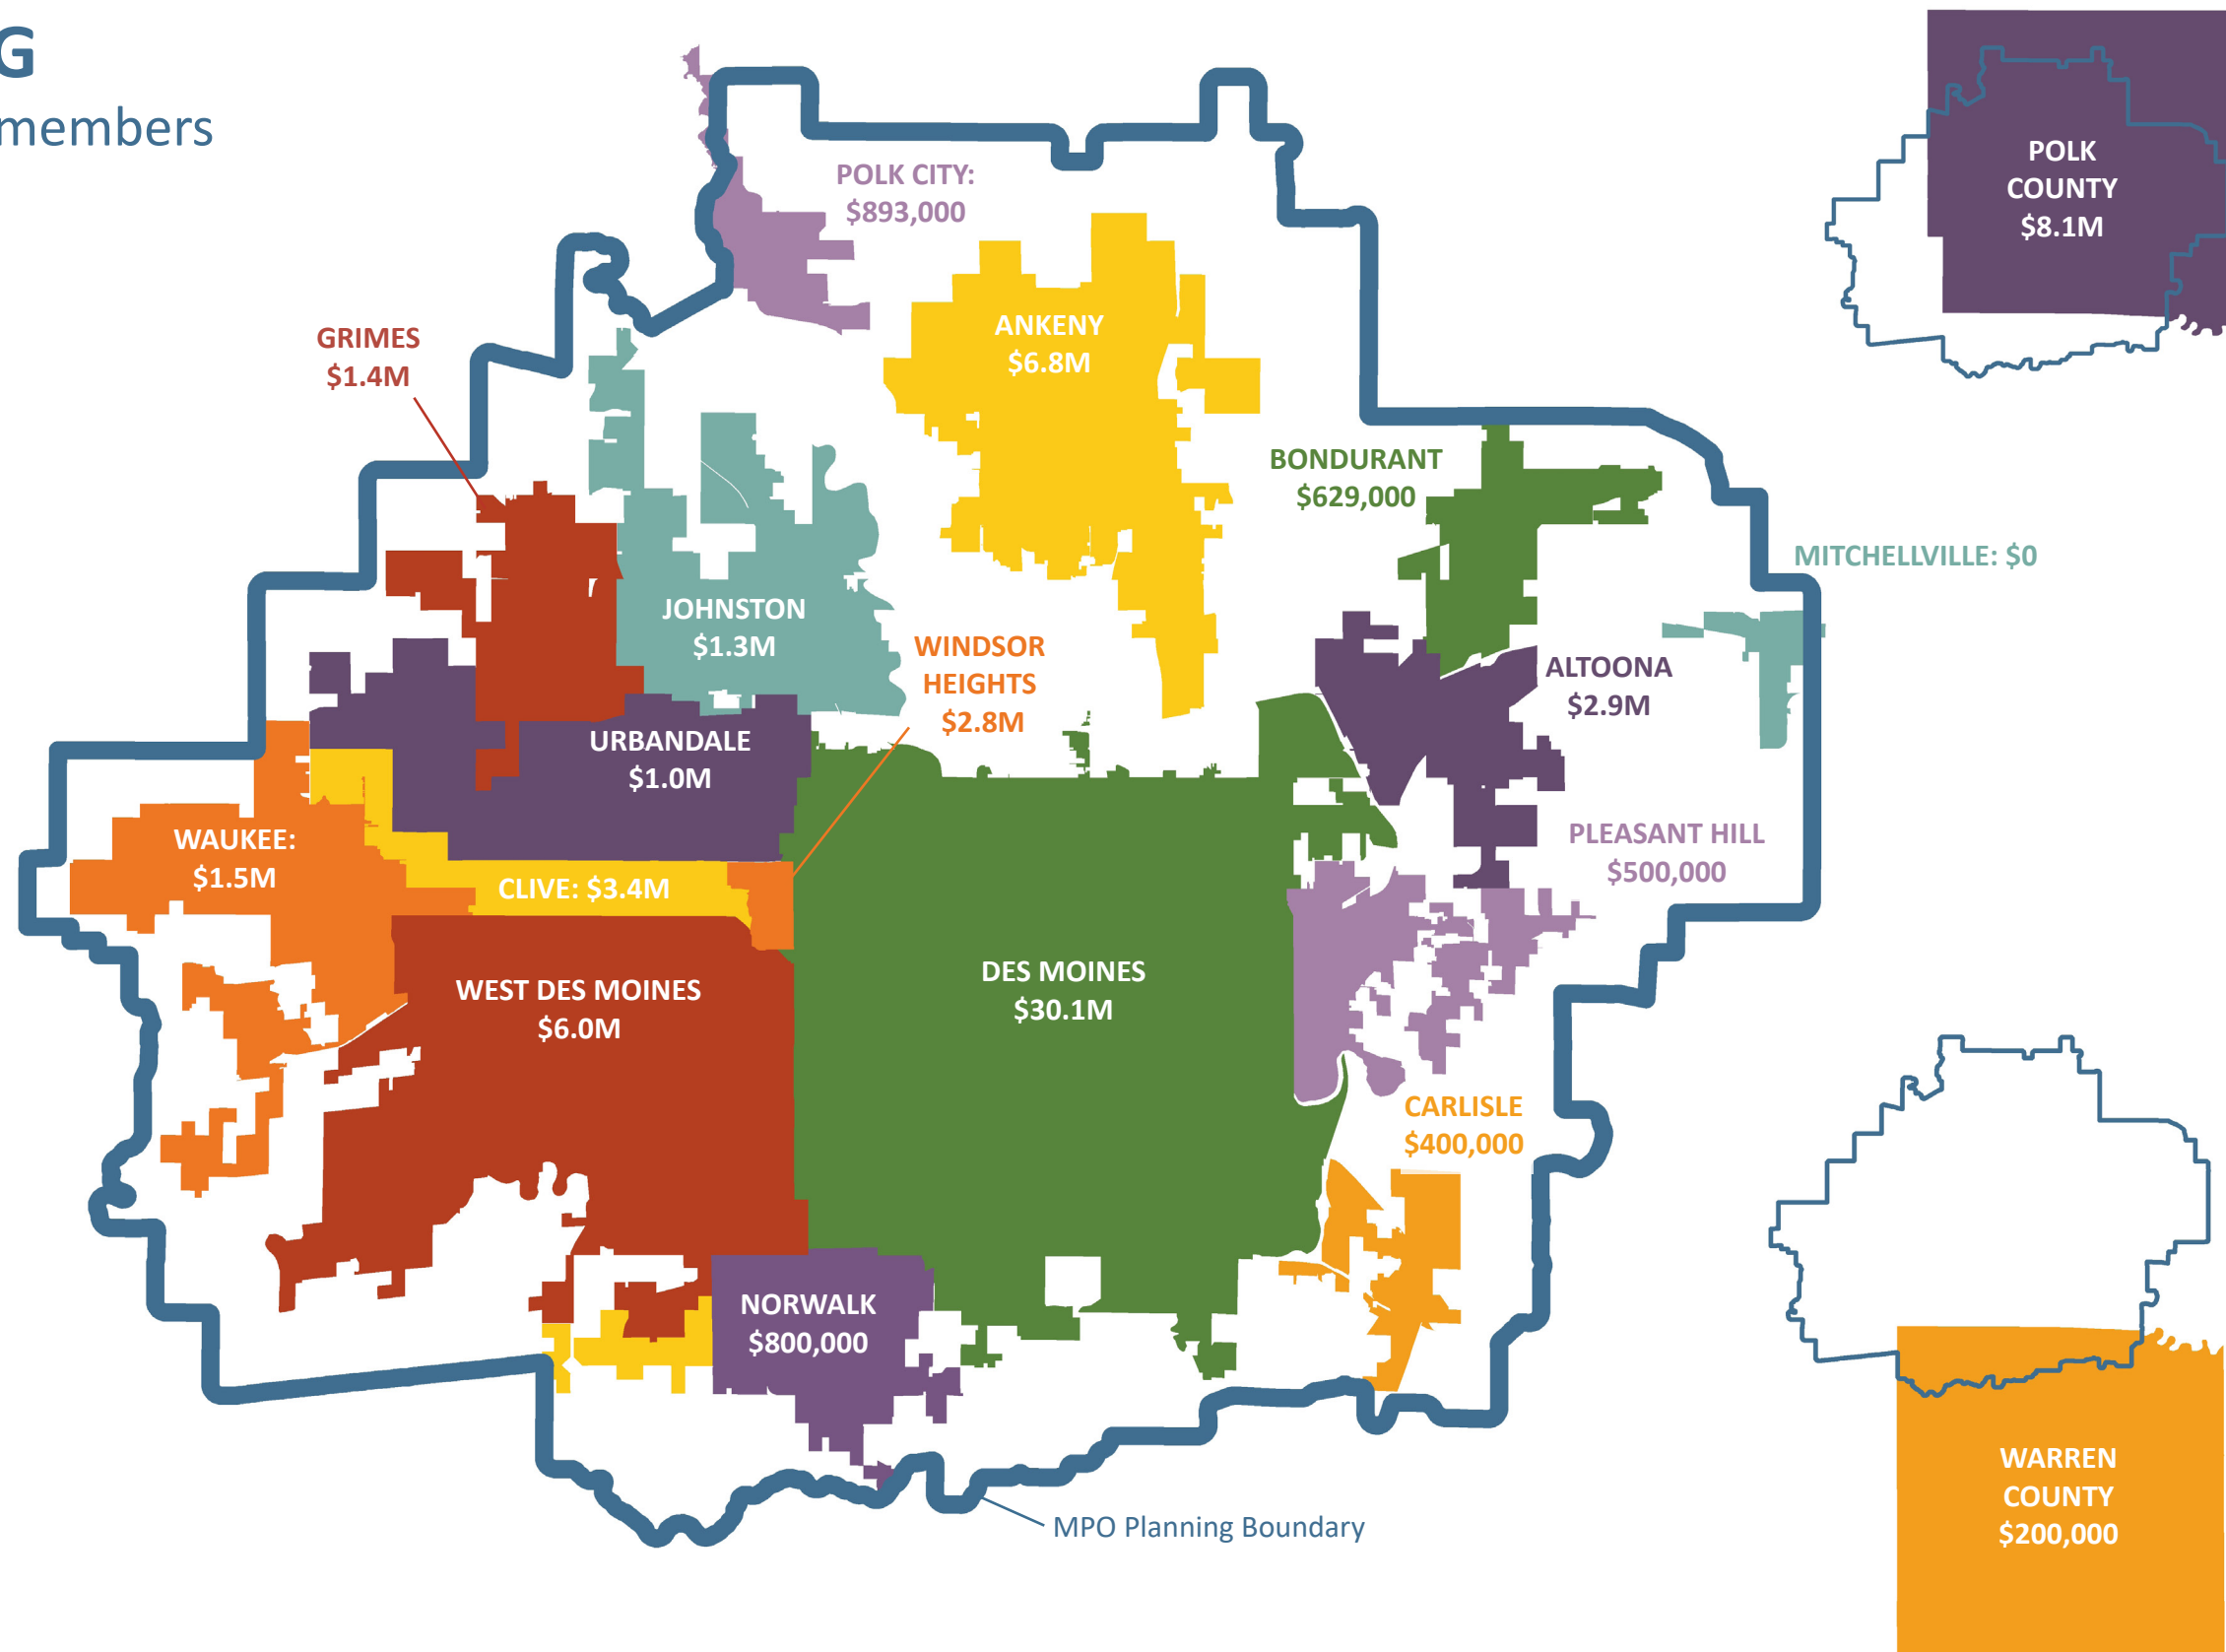 G
members
POLK
COUNTY
$8.1M
POLK CITY:
$893,000
GRIMES
$1.4M
ANKENY
$6.8M
BONDURANT
$629,000
MITCHELLVILLE: $0
JOHNSTON
$1.3M
WINDSOR
HEIGHTS
$2.8M
ALTOONA
$2.9M
URBANDALE
$1.0M
WAUKEE:
$1.5M
PLEASANT HILL
$500,000
CLIVE: $3.4M
WEST DES MOINES
$6.0M
DES MOINES
$30.1M
CARLISLE
$400,000
NORWALK
$800,000
WARREN
COUNTY
$200,000
MPO Planning Boundary